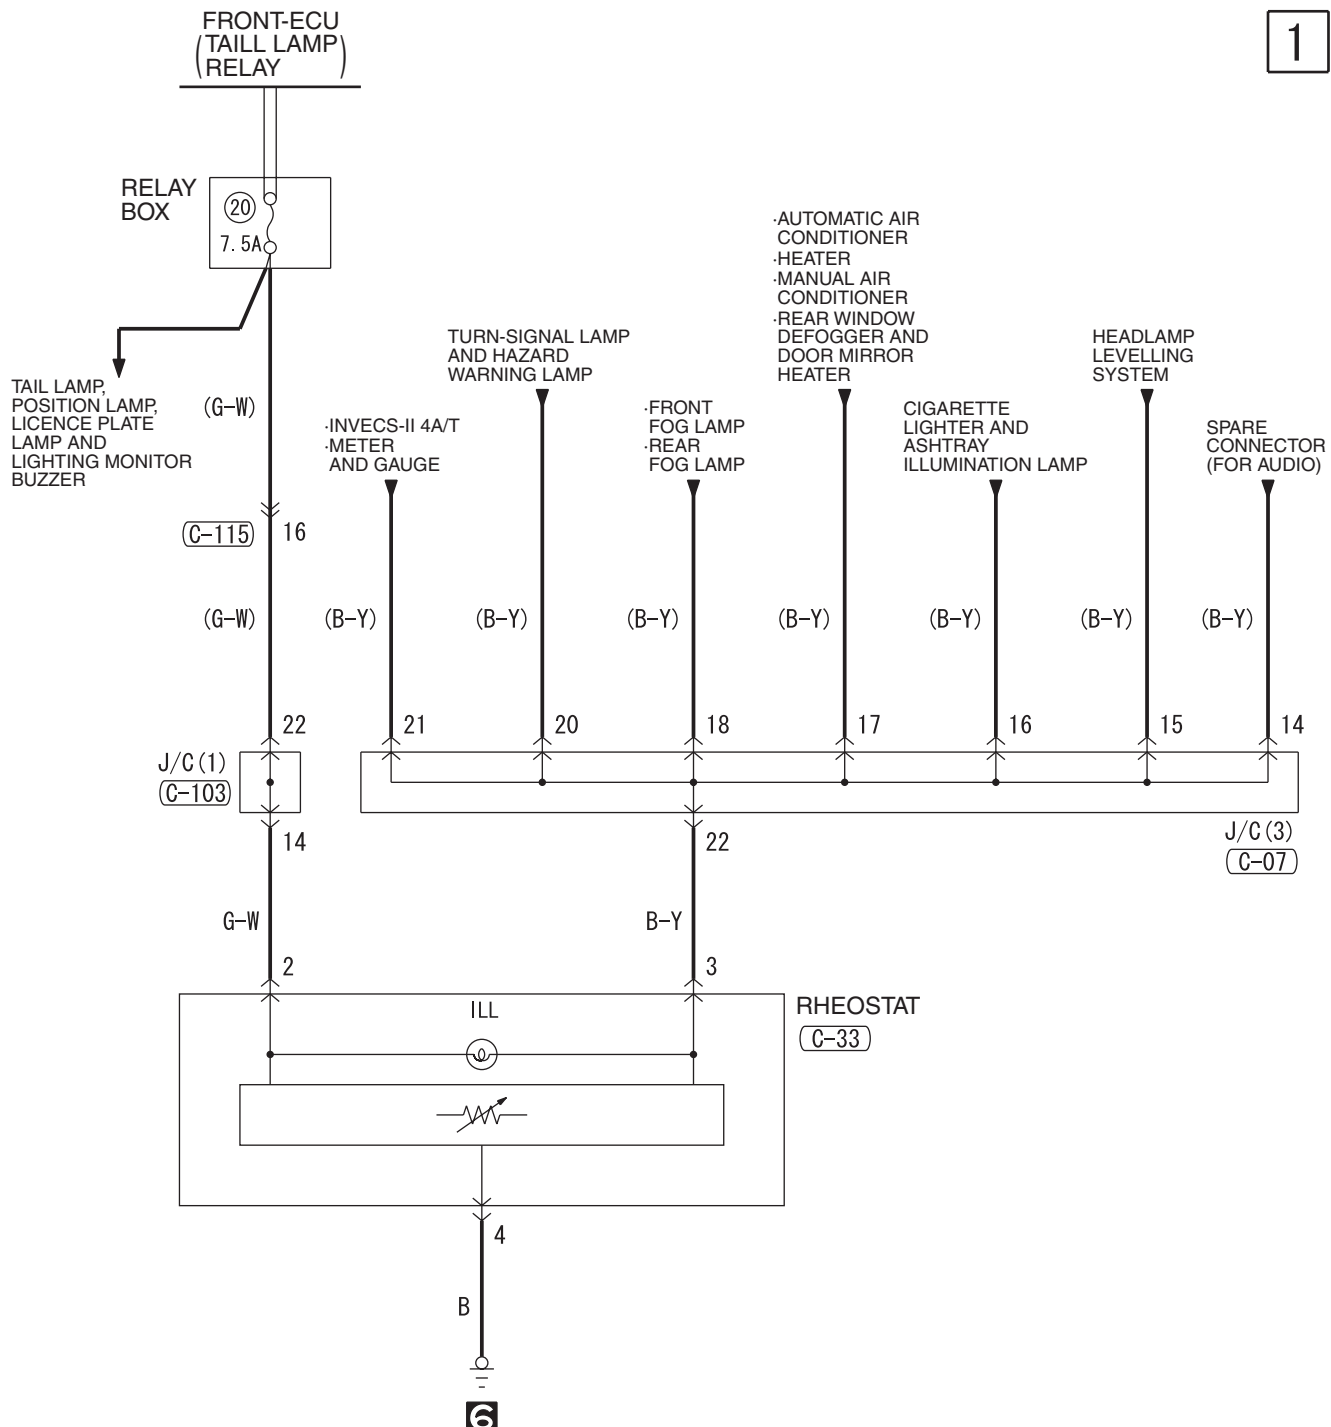 FRONT-ECU
(TAILL LAMP)
RELAY
1
RELAY
BOX
20
7.5A
TAIL LAMP,
POSITION LAMP,
LICENCE PLATE
LAMP AND
LIGHTING MONITOR
BUZZER
(G-W)
·INVECS-II 4A/T
·METER
AND GAUGE
TURN-SIGNAL LAMP
AND HAZARD
WARNING LAMP
·FRONT
FOG LAMP
·REAR
FOG LAMP
·AUTOMATIC AIR
CONDITIONER
·HEATER
·MANUAL AIR
CONDITIONER
·REAR WINDOW
DEFOGGER AND
DOOR MIRROR
HEATER
CIGARETTE
LIGHTER AND
ASHTRAY
ILLUMINATION LAMP
HEADLAMP
LEVELLING
SYSTEM
SPARE
CONNECTOR
(FOR AUDIO)
C-115 16
(G-W) (B-Y) (B-Y) (B-Y) (B-Y) (B-Y) (B-Y) (B-Y)
22 21 20 18 17 16 15 14
J/C(1)
C-103
14 22
J/C(3)
C-07
G-W B-Y
2 3
ILL
RHEOSTAT
C-33
4
B
6